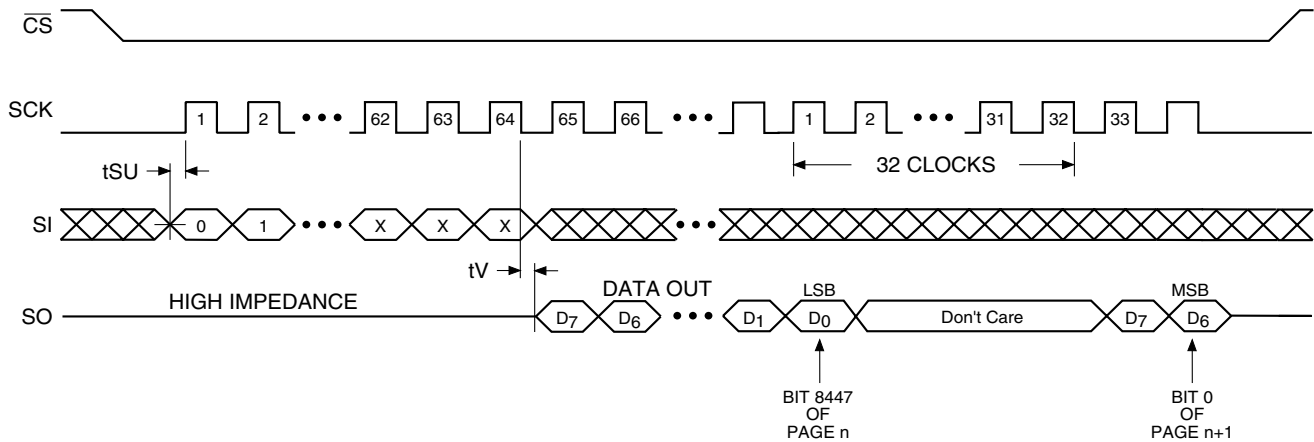 CS
SCK 1 2 ••• 62 63 64 65 66 ••• 1 2 ••• 31 32 33
tSU
32 CLOCKS
SI 0 1 ••• X X X •••
tV
HIGH IMPEDANCE
DATA OUT
LSB
MSB
SO D7 D6 ••• D1 D0 Don't Care D7 D6
BIT 8447
OF
PAGE n
BIT 0
OF
PAGE n+1